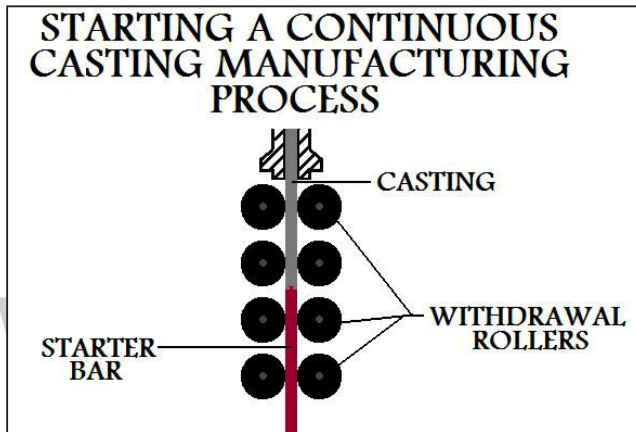 STARTING A CONTINUOUS
CASTING MANUFACTURING
PROCESS
CASTING
WITHDRAWAL
ROLLERS
STARTER
BAR